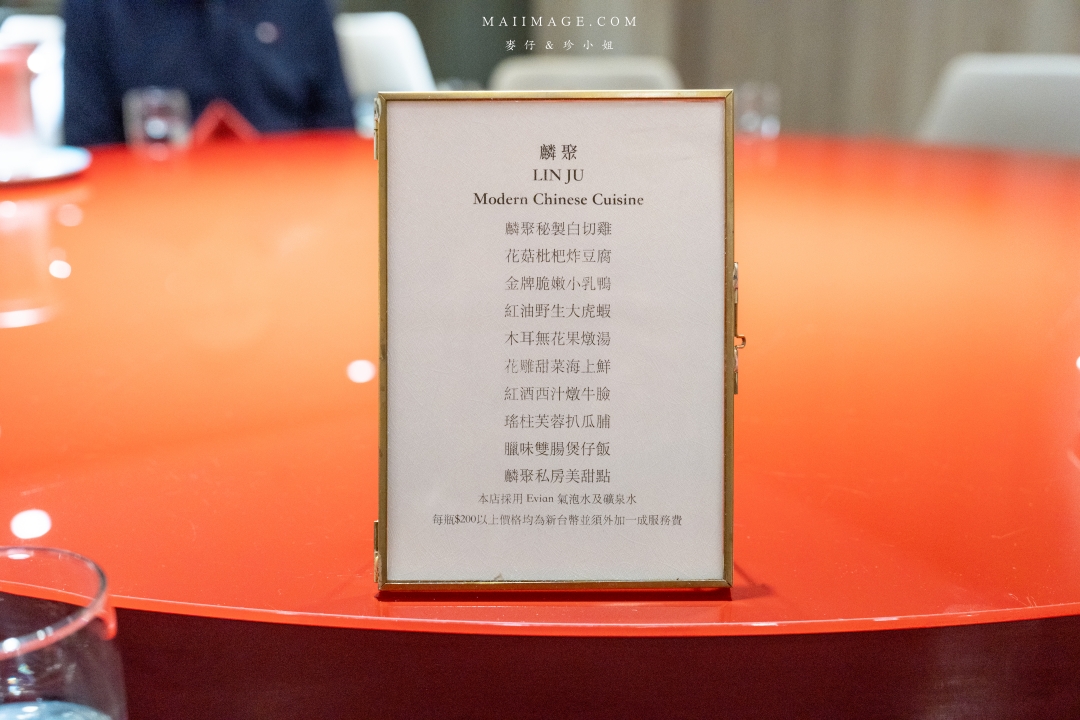 MAIIMAGE.COM
麥仔&珍小姐
麟聚
LIN JU
Modern Chinese Cuisine
麟聚秘製白切雞
花菇枇杷炸豆腐
金牌脆嫩小乳鴨
紅油野生大虎蝦
木耳無花果燉湯
花雕甜菜海上鮮
紅酒西汁燉牛臉
瑤柱芙蓉扒瓜脯
臘味雙腸煲仔飯
麟聚私房美甜點
本店採用 Evian 氣泡水及礦泉水
每瓶$200以上價格均為新台幣並須外加一成服務費